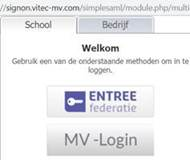 //signon.vitec-mv.com/simplesaml/module.php/multi
School Bedrijf
Welkom
Gebruik een van de onderstaande methoden om in te
loggen.
ENTREE
federatie
MV -Login